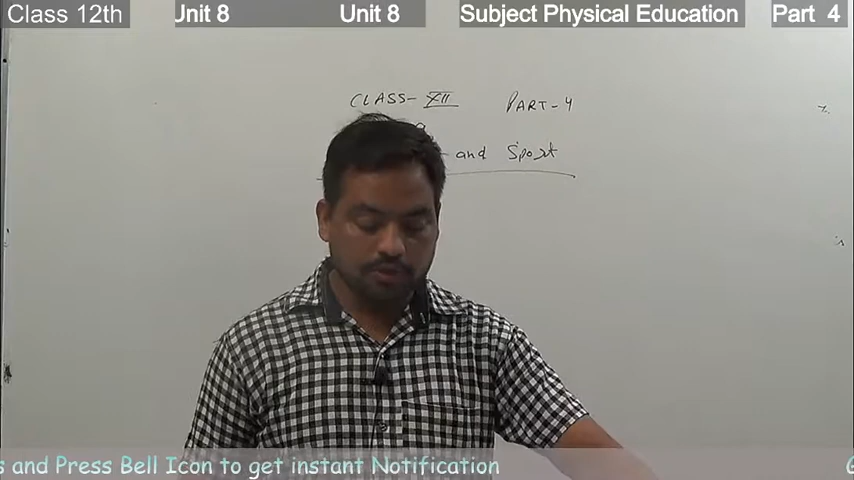 Class 12th Unit 8 Unit 8 Subject Physical Education Part 4
CLASS- XII PART-4
and Sport
s and Press Bell Icon to get instant Notification G